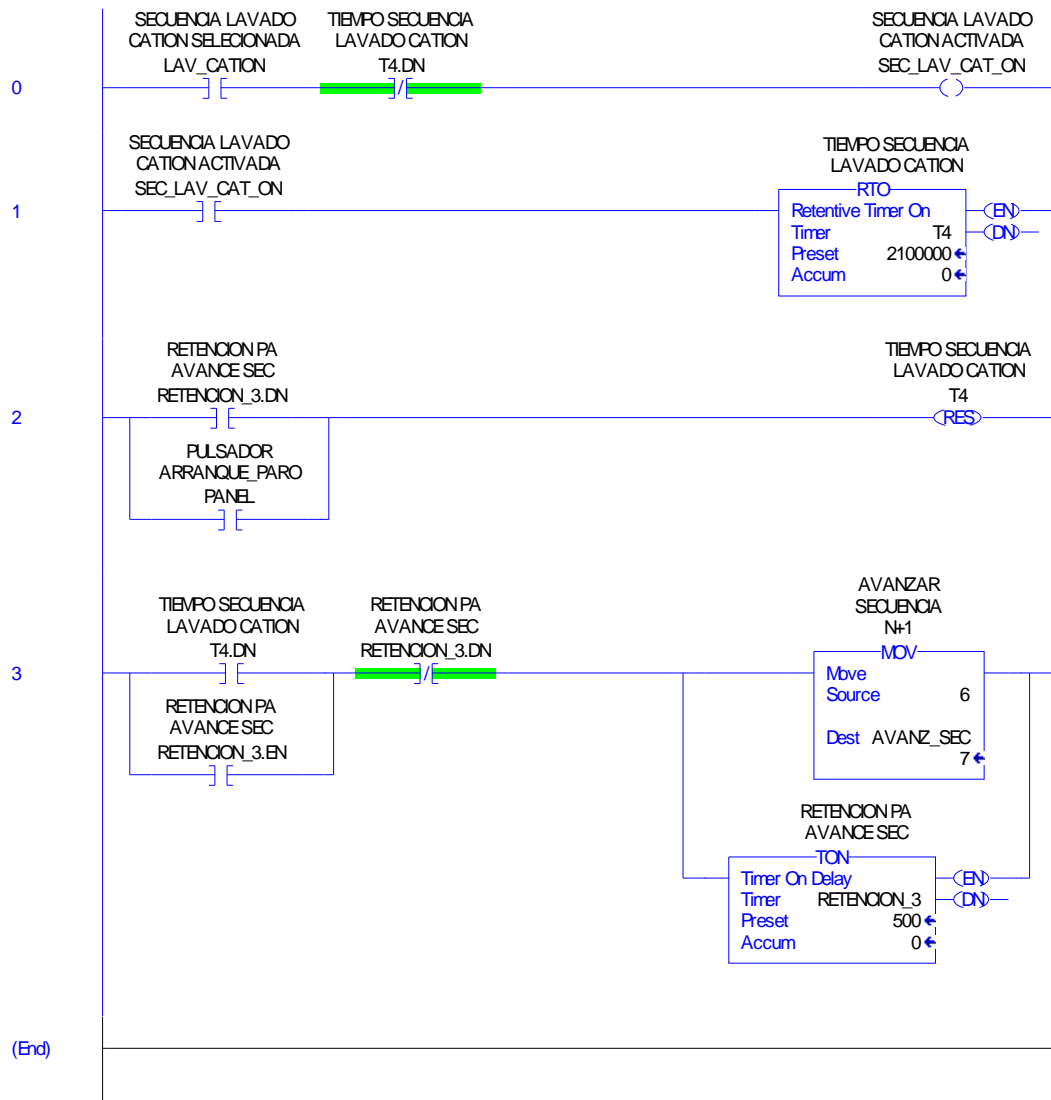 SECUENCIA LAVADO
CATION SELECIONADA
LAV_CATION
TIEMPO SECUENCIA
LAVADO CATION
T4.DN
SECUENCIA LAVADO
CATION ACTIVADA
SEC_LAV_CAT_ON
0
SECUENCIA LAVADO
CATION ACTIVADA
SEC_LAV_CAT_ON
TIEMPO SECUENCIA
LAVADO CATION
1
RTO
Retentive Timer On
Timer T4
Preset 2100000
Accum 0
EN
DN
RETENCION PA
AVANCE SEC
RETENCION_3.DN
TIEMPO SECUENCIA
LAVADO CATION
T4
2
RES
PULSADOR
ARRANQUE_PARO
PANEL
TIEMPO SECUENCIA
LAVADO CATION
T4.DN
RETENCION PA
AVANCE SEC
RETENCION_3.DN
AVANZAR
SECUENCIA
N+1
3
MOV
Move
Source 6
Dest AVANZ_SEC
7
RETENCION PA
AVANCE SEC
RETENCION_3.EN
RETENCION PA
AVANCE SEC
TON
Timer On Delay
Timer RETENCION_3
Preset 500
Accum 0
EN
DN
(End)